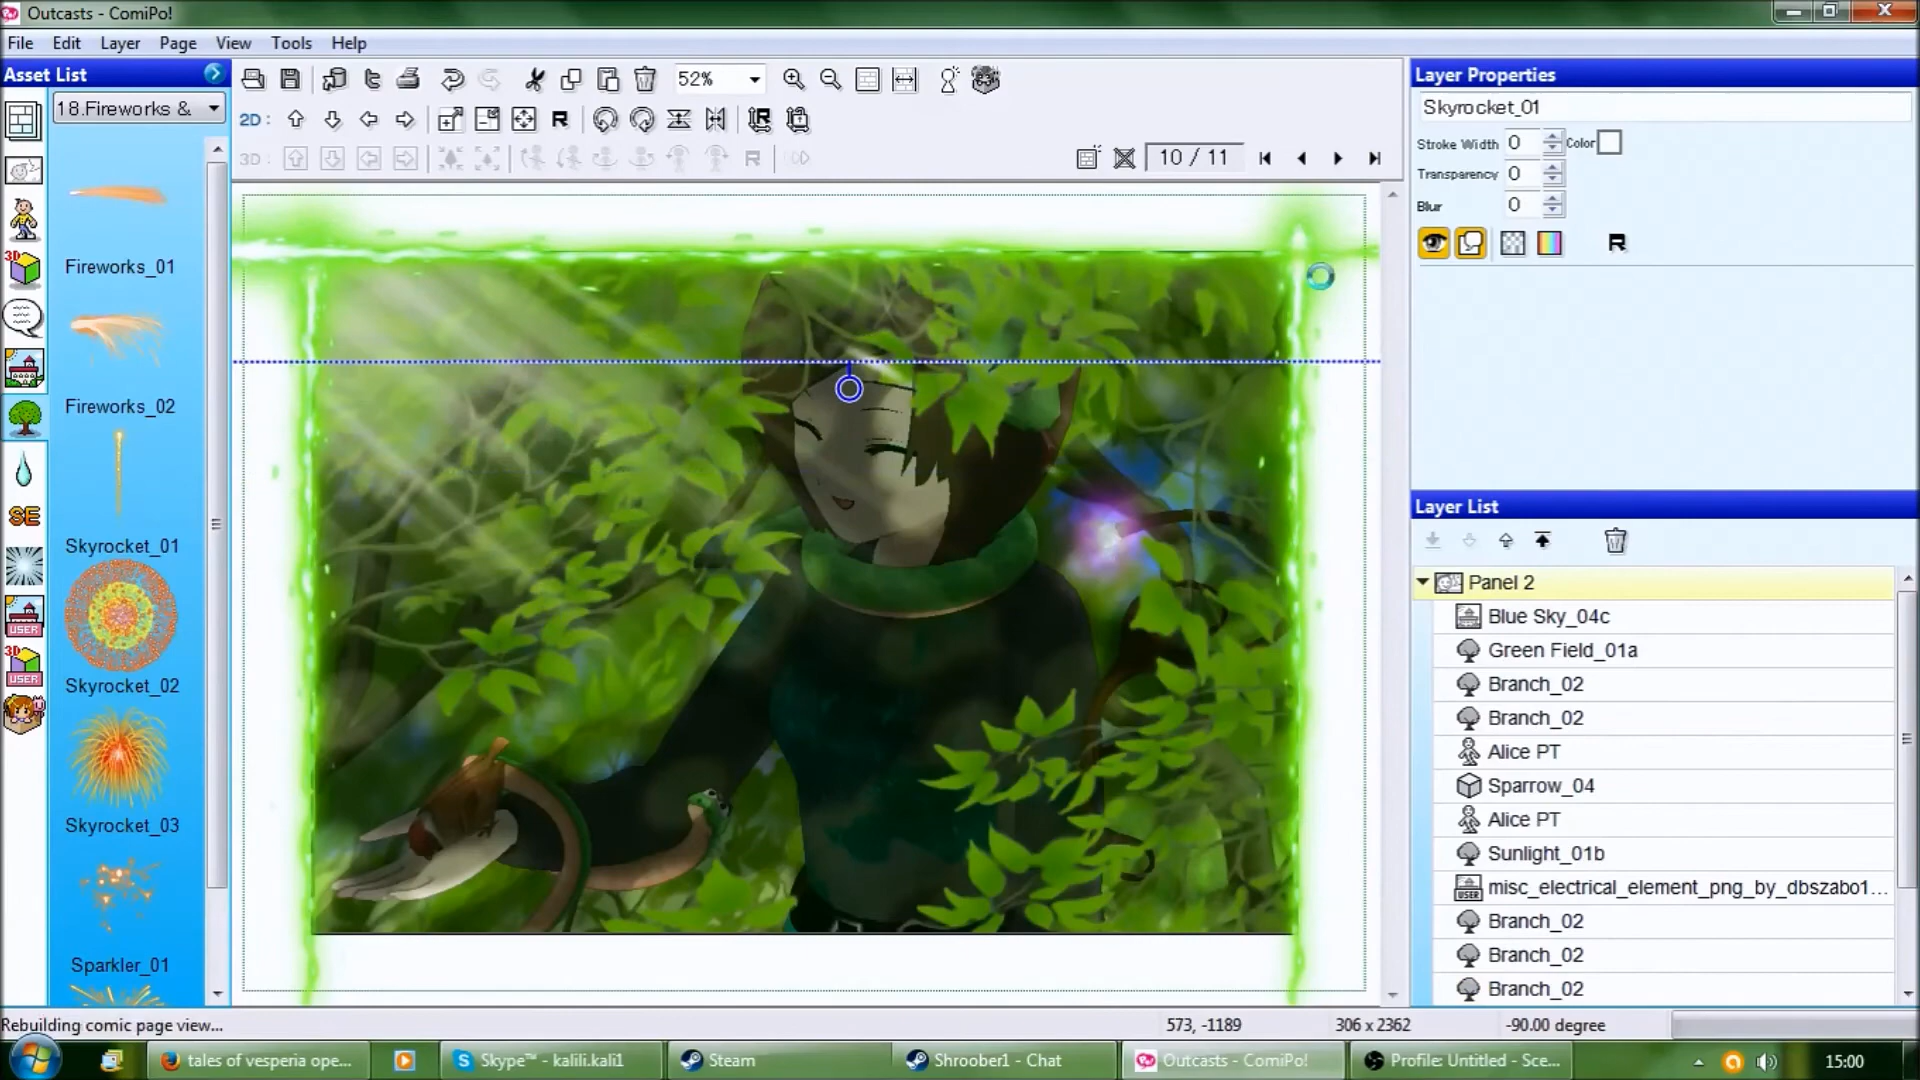 Outcasts - ComiPo!
File Edit Layer Page View Tools Help
Asset List
18.Fireworks &
52%
2D :
R
3D :
R
10 / 11
Fireworks_01
Fireworks_02
Skyrocket_01
Skyrocket_02
Skyrocket_03
Sparkler_01
3D
SE
USER
3D
USER
Layer Properties
Skyrocket_01
Stroke Width 0 Color
Transparency 0
Blur 0
R
Layer List
Panel 2
Blue Sky_04c
Green Field_01a
Branch_02
Branch_02
Alice PT
Sparrow_04
Alice PT
Sunlight_01b
USER
misc_electrical_element_png_by_dbszabo1...
Branch_02
Branch_02
Branch_02
Rebuilding comic page view...
573, -1189
306 x 2362
-90.00 degree
tales of vesperia ope...
Skype™ - kalili.kali1
Steam
Shroober1 - Chat
Outcasts - ComiPo!
Profile: Untitled - Sce...
15:00